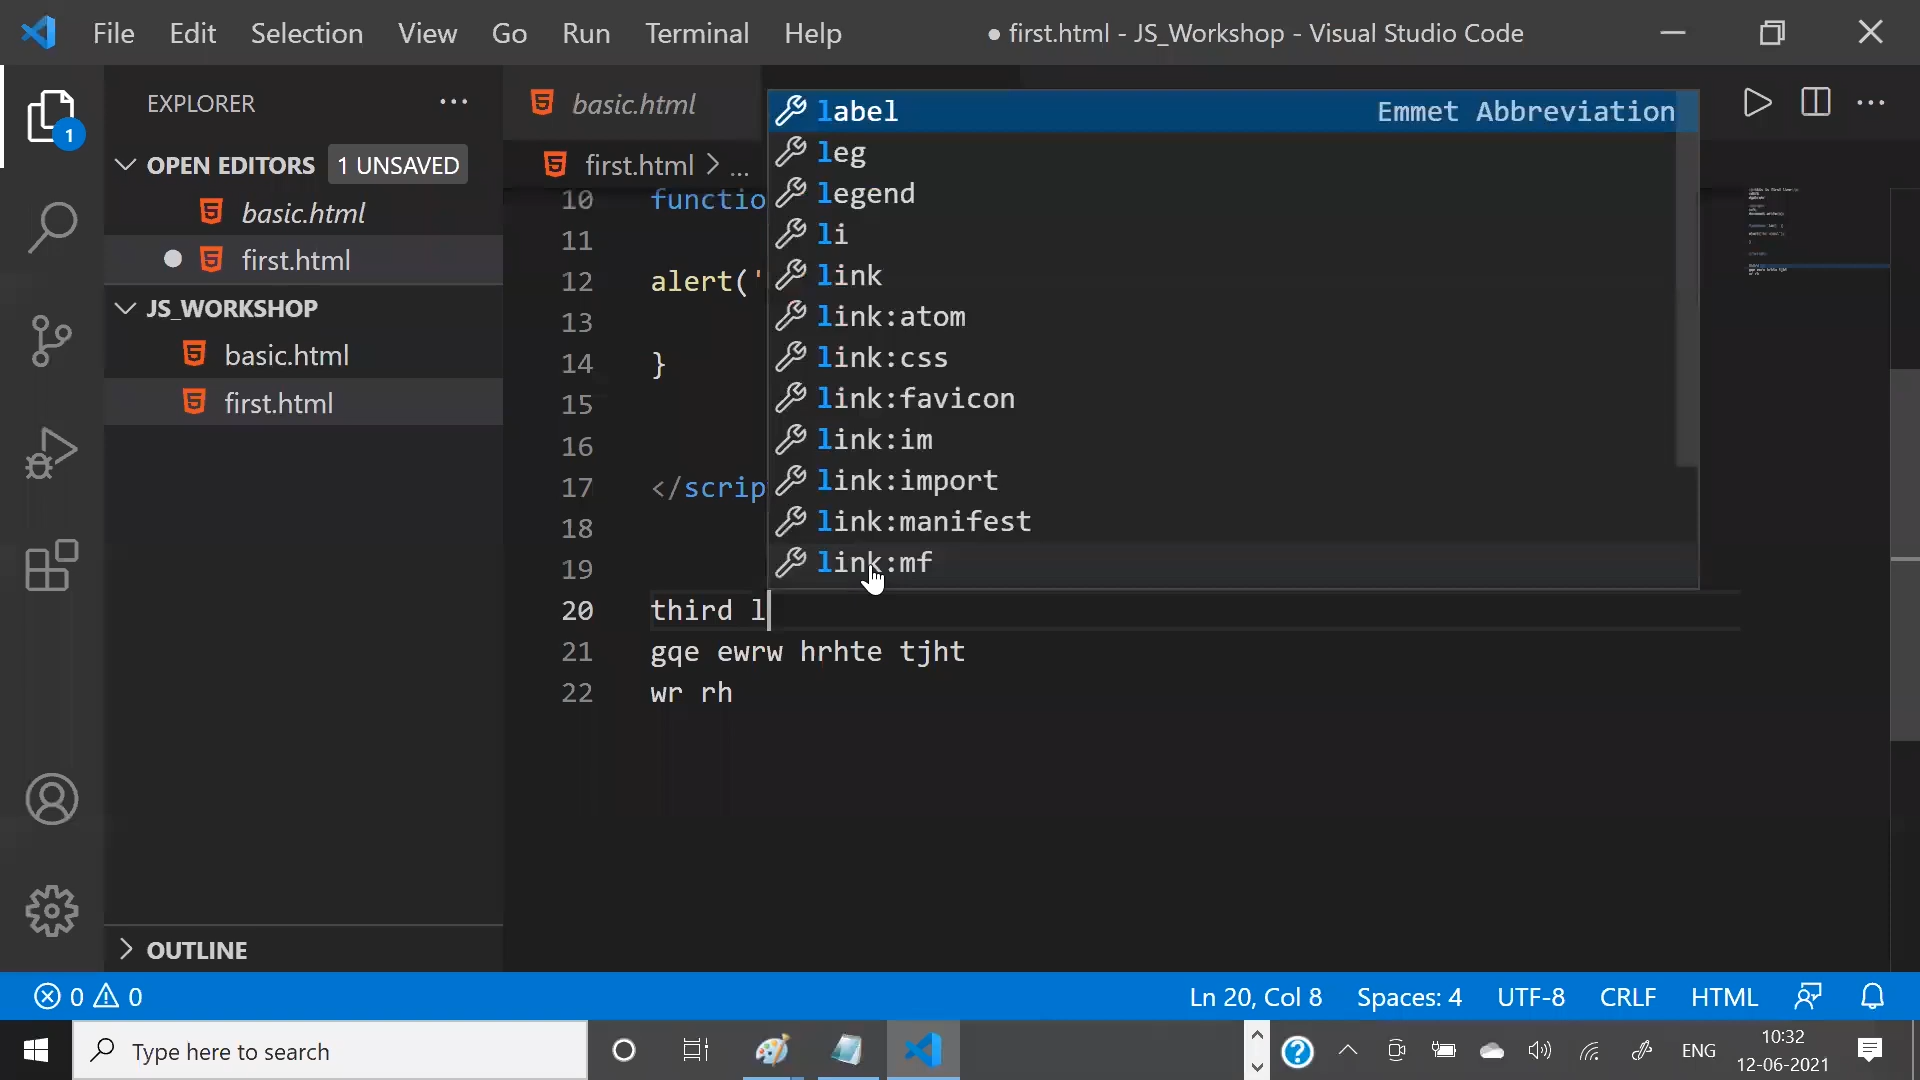 File Edit Selection View Go Run Terminal Help
● first.html - JS_Workshop - Visual Studio Code
EXPLORER
1
OPEN EDITORS 1 UNSAVED
basic.html
first.html
JS_WORKSHOP
basic.html
first.html
OUTLINE
basic.html
first.html > ...
10 functio
11
12 alert('
13
14 }
15
16
17 </scrip
18
19
20 third l
21 gqe ewrw hrhte tjht
22 wr rh
label Emmet Abbreviation
leg
legend
li
link
link:atom
link:css
link:favicon
link:im
link:import
link:manifest
link:mf
0 0
Ln 20, Col 8 Spaces: 4 UTF-8 CRLF HTML
Type here to search
ENG
10:32
12-06-2021